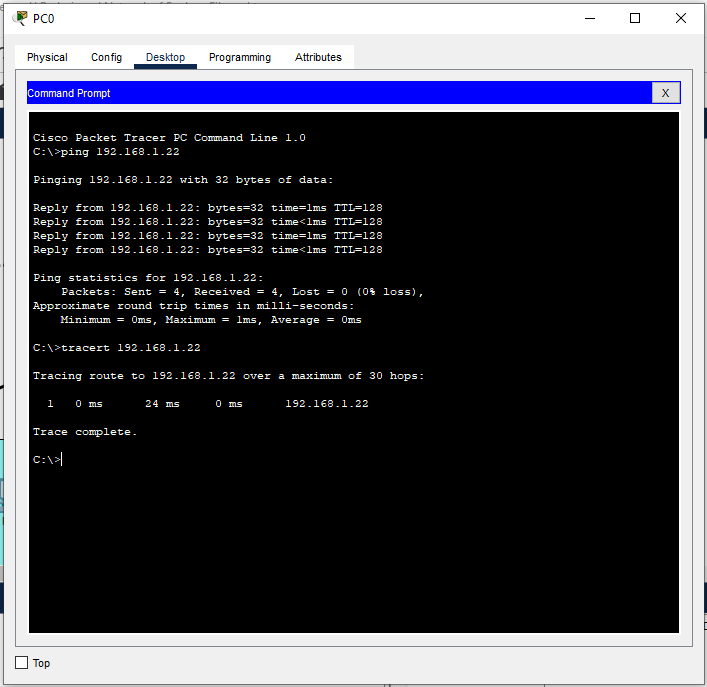 PC0
Physical Config Desktop Programming Attributes
Command Prompt X
Cisco Packet Tracer PC Command Line 1.0
C:\>ping 192.168.1.22
Pinging 192.168.1.22 with 32 bytes of data:
Reply from 192.168.1.22: bytes=32 time=1ms TTL=128
Reply from 192.168.1.22: bytes=32 time<1ms TTL=128
Reply from 192.168.1.22: bytes=32 time=1ms TTL=128
Reply from 192.168.1.22: bytes=32 time<1ms TTL=128
Ping statistics for 192.168.1.22:
Packets: Sent = 4, Received = 4, Lost = 0 (0% loss),
Approximate round trip times in milli-seconds:
Minimum = 0ms, Maximum = 1ms, Average = 0ms
C:\>tracert 192.168.1.22
Tracing route to 192.168.1.22 over a maximum of 30 hops:
1 0 ms 24 ms 0 ms 192.168.1.22
Trace complete.
C:\>
Top